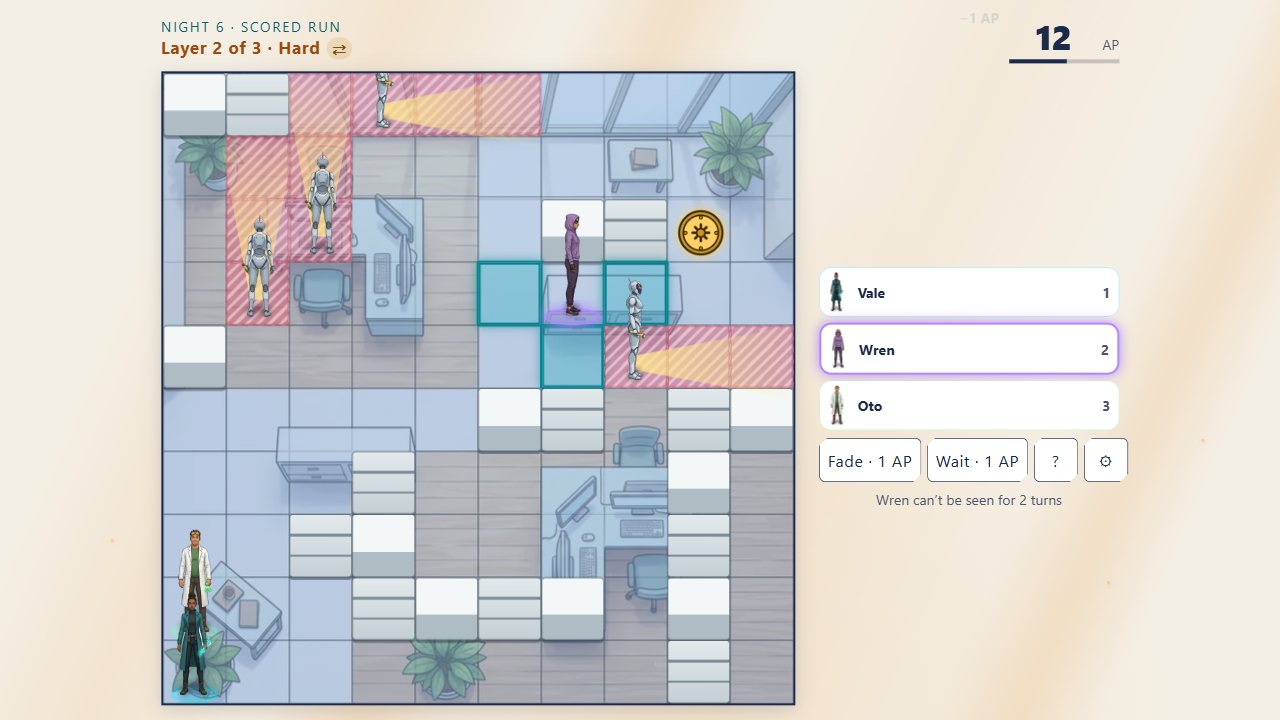 NIGHT 6 · SCORED RUN
Layer 2 of 3 · Hard ⇄
−1 AP
12 AP
Vale 1
Wren 2
Oto 3
Fade · 1 AP
Wait · 1 AP
?
Wren can’t be seen for 2 turns